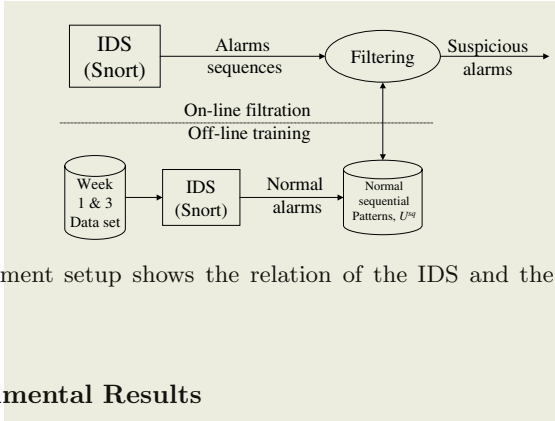 IDS
(Snort)
Alarms
sequences
Filtering
Suspicious
alarms
On-line filtration
Off-line training
Week
1 & 3
Data set
IDS
(Snort)
Normal
alarms
Normal
sequential
Patterns, Usq
ment setup shows the relation of the IDS and the
mental Results